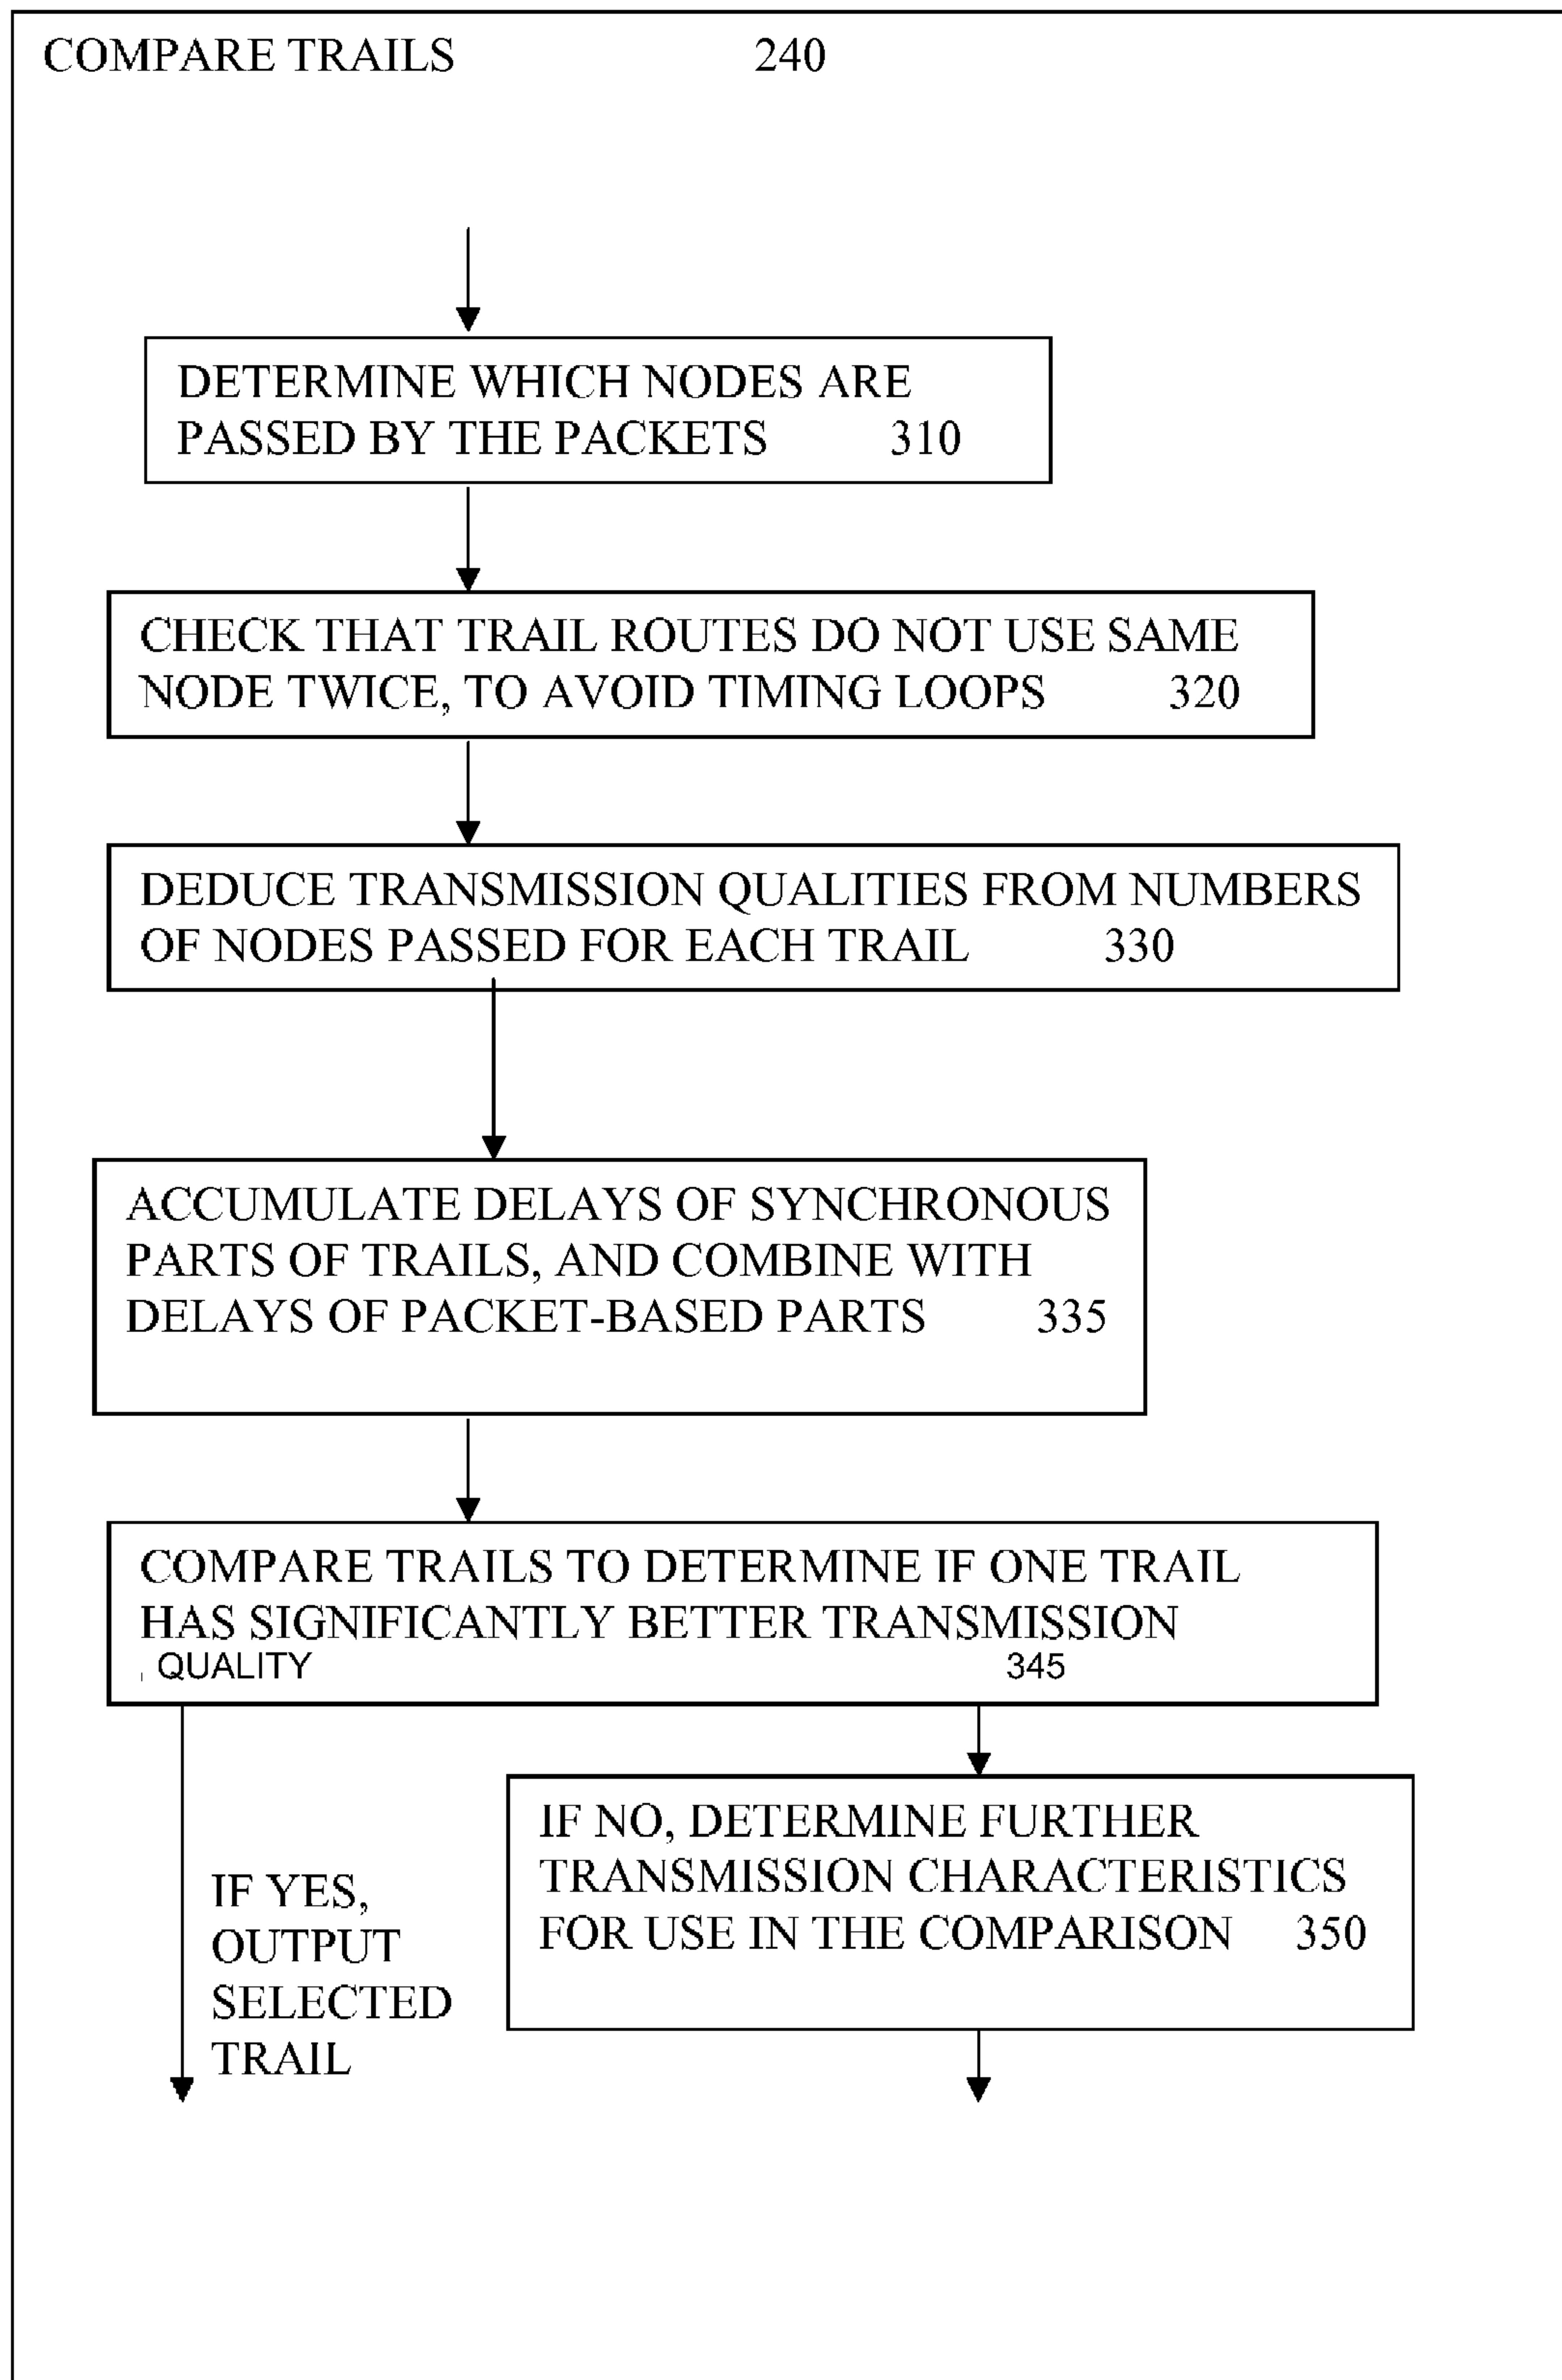 COMPARE TRAILS 240
DETERMINE WHICH NODES ARE
PASSED BY THE PACKETS 310
CHECK THAT TRAIL ROUTES DO NOT USE SAME
NODE TWICE, TO AVOID TIMING LOOPS 320
DEDUCE TRANSMISSION QUALITIES FROM NUMBERS
OF NODES PASSED FOR EACH TRAIL 330
ACCUMULATE DELAYS OF SYNCHRONOUS
PARTS OF TRAILS, AND COMBINE WITH
DELAYS OF PACKET-BASED PARTS 335
COMPARE TRAILS TO DETERMINE IF ONE TRAIL
HAS SIGNIFICANTLY BETTER TRANSMISSION
QUALITY 345
IF YES,
OUTPUT
SELECTED
TRAIL
IF NO, DETERMINE FURTHER
TRANSMISSION CHARACTERISTICS
FOR USE IN THE COMPARISON 350